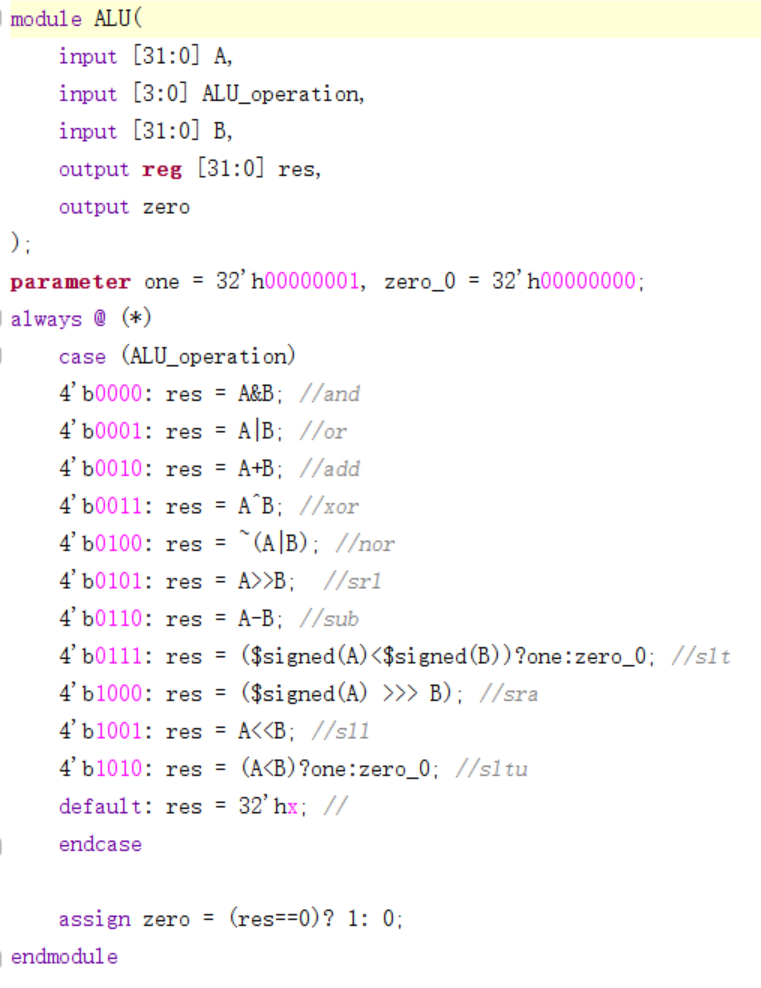 module ALU(
input [31:0] A,
input [3:0] ALU_operation,
input [31:0] B,
output reg [31:0] res,
output zero
);
parameter one = 32'h00000001, zero_0 = 32'h00000000;
always @ (*)
case (ALU_operation)
4'b0000: res = A&B; //and
4'b0001: res = A|B; //or
4'b0010: res = A+B; //add
4'b0011: res = A^B; //xor
4'b0100: res = ~(A|B); //nor
4'b0101: res = A>>B;  //srl
4'b0110: res = A-B; //sub
4'b0111: res = ($signed(A)<$signed(B))?one:zero_0; //slt
4'b1000: res = ($signed(A) >>> B); //sra
4'b1001: res = A<<B; //sll
4'b1010: res = (A<B)?one:zero_0; //sltu
default: res = 32'hx; //
endcase
assign zero = (res==0)? 1: 0;
endmodule